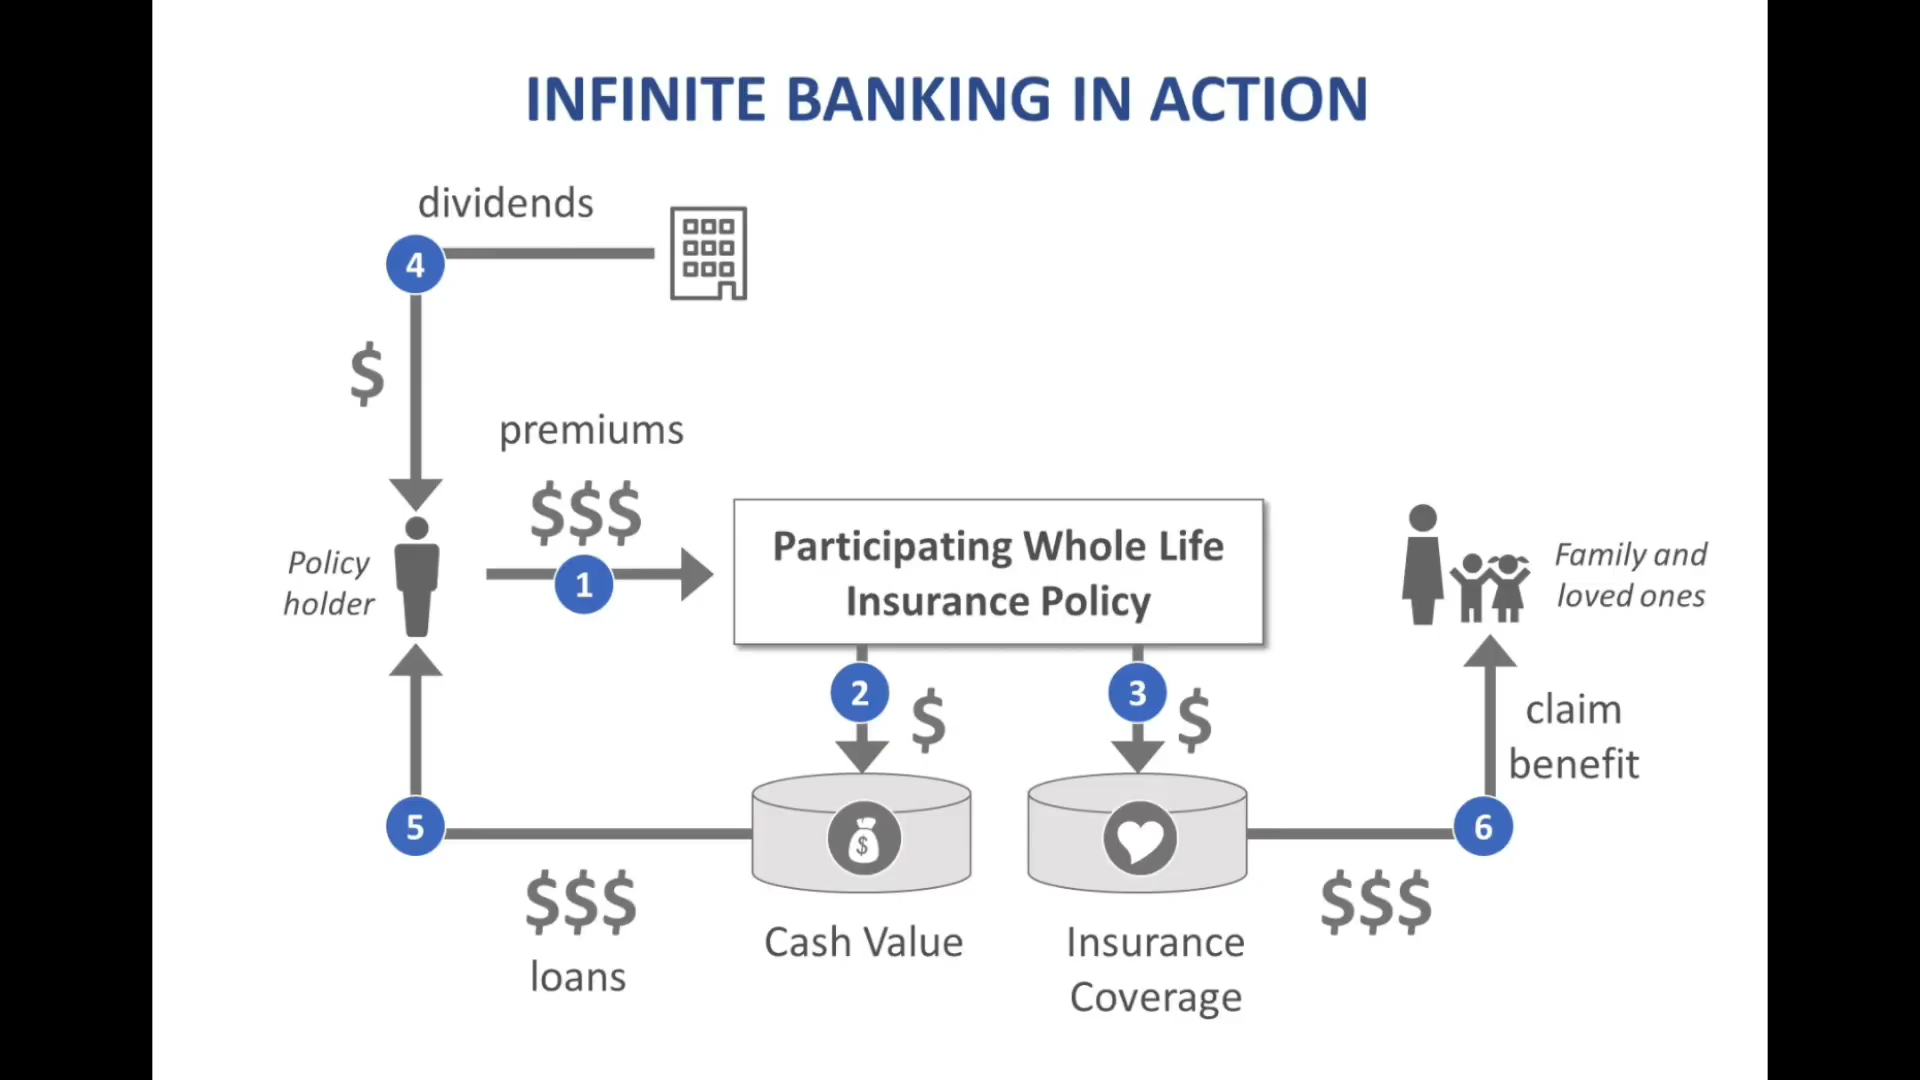 INFINITE BANKING IN ACTION
dividends
4
$
premiums
$$$
1
Policy
holder
Participating Whole Life
Insurance Policy
Family and
loved ones
2
$
3
$
claim
benefit
5
$
6
$$$
loans
Cash Value
Insurance
Coverage
$$$